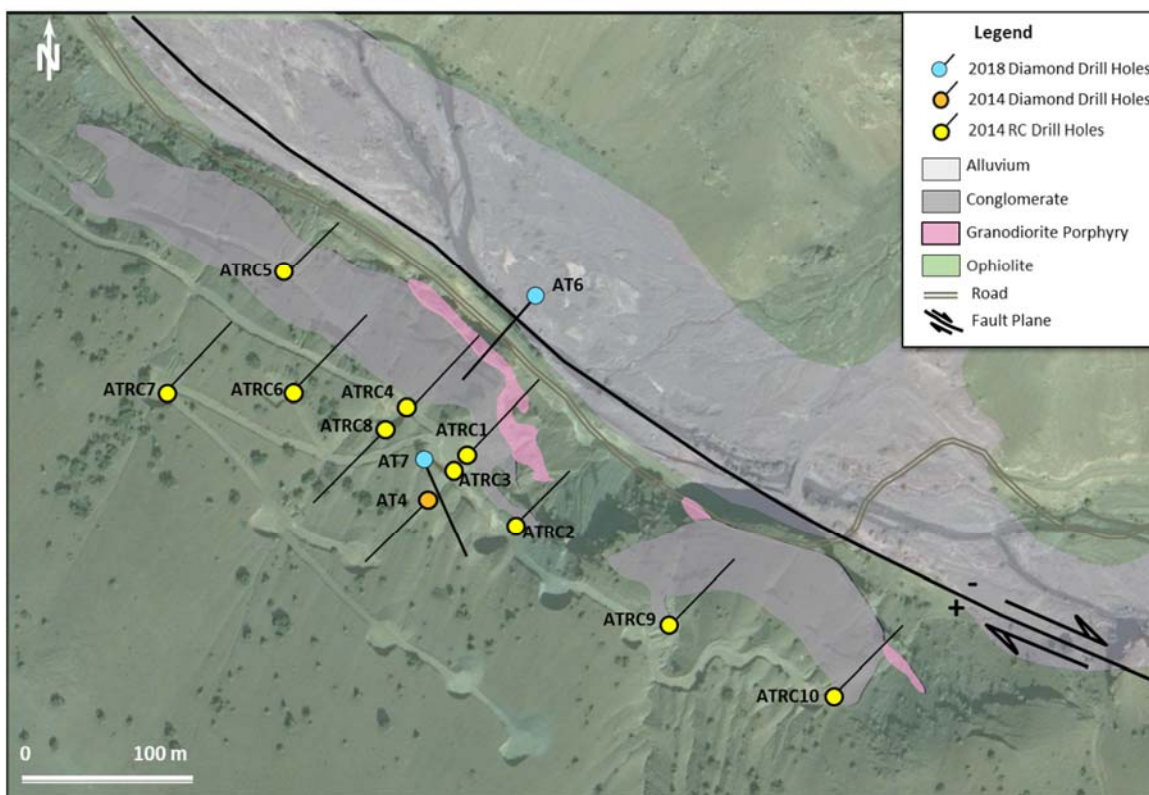 N
Legend
2018 Diamond Drill Holes
2014 Diamond Drill Holes
2014 RC Drill Holes
Alluvium
Conglomerate
Granodiorite Porphyry
Ophiolite
Road
Fault Plane
ATRC5
AT6
ATRC7
ATRC6
ATRC4
ATRC8
ATRC1
AT7
ATRC3
AT4
ATRC2
-
+
ATRC9
ATRC10
0 100 m